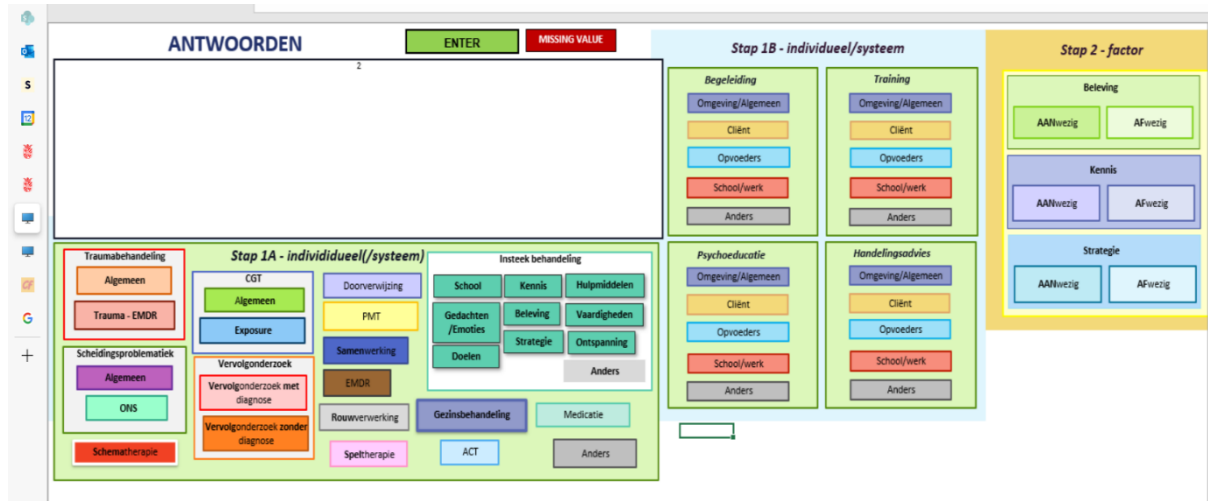 ANTWOORDEN
ENTER
MISSING VALUE
2
Stap 1A - individidueel(/systeem)
Traumabehandeling
Algemeen
Trauma - EMDR
Scheidingsproblematiek
Algemeen
ONS
Schematherapie
CGT
Algemeen
Exposure
Vervolgonderzoek
Vervolgonderzoek met
diagnose
Vervolgonderzoek zonder
diagnose
Doorverwijzing
PMT
Samenwerking
EMDR
Rouwverwerking
Speltherapie
Insteek behandeling
School
Kennis
Hulpmiddelen
Gedachten
/Emoties
Beleving
Vaardigheden
Doelen
Strategie
Ontspanning
Anders
Gezinsbehandeling
Medicatie
ACT
Anders
Stap 1B - individueel/systeem
Begeleiding
Omgeving/Algemeen
Cliënt
Opvoeders
School/werk
Anders
Training
Omgeving/Algemeen
Cliënt
Opvoeders
School/werk
Anders
Psychoeducatie
Omgeving/Algemeen
Cliënt
Opvoeders
School/werk
Anders
Handelingsadvies
Omgeving/Algemeen
Cliënt
Opvoeders
School/werk
Anders
Stap 2 - factor
Beleving
AANwezig
AFwezig
Kennis
AANwezig
AFwezig
Strategie
AANwezig
AFwezig